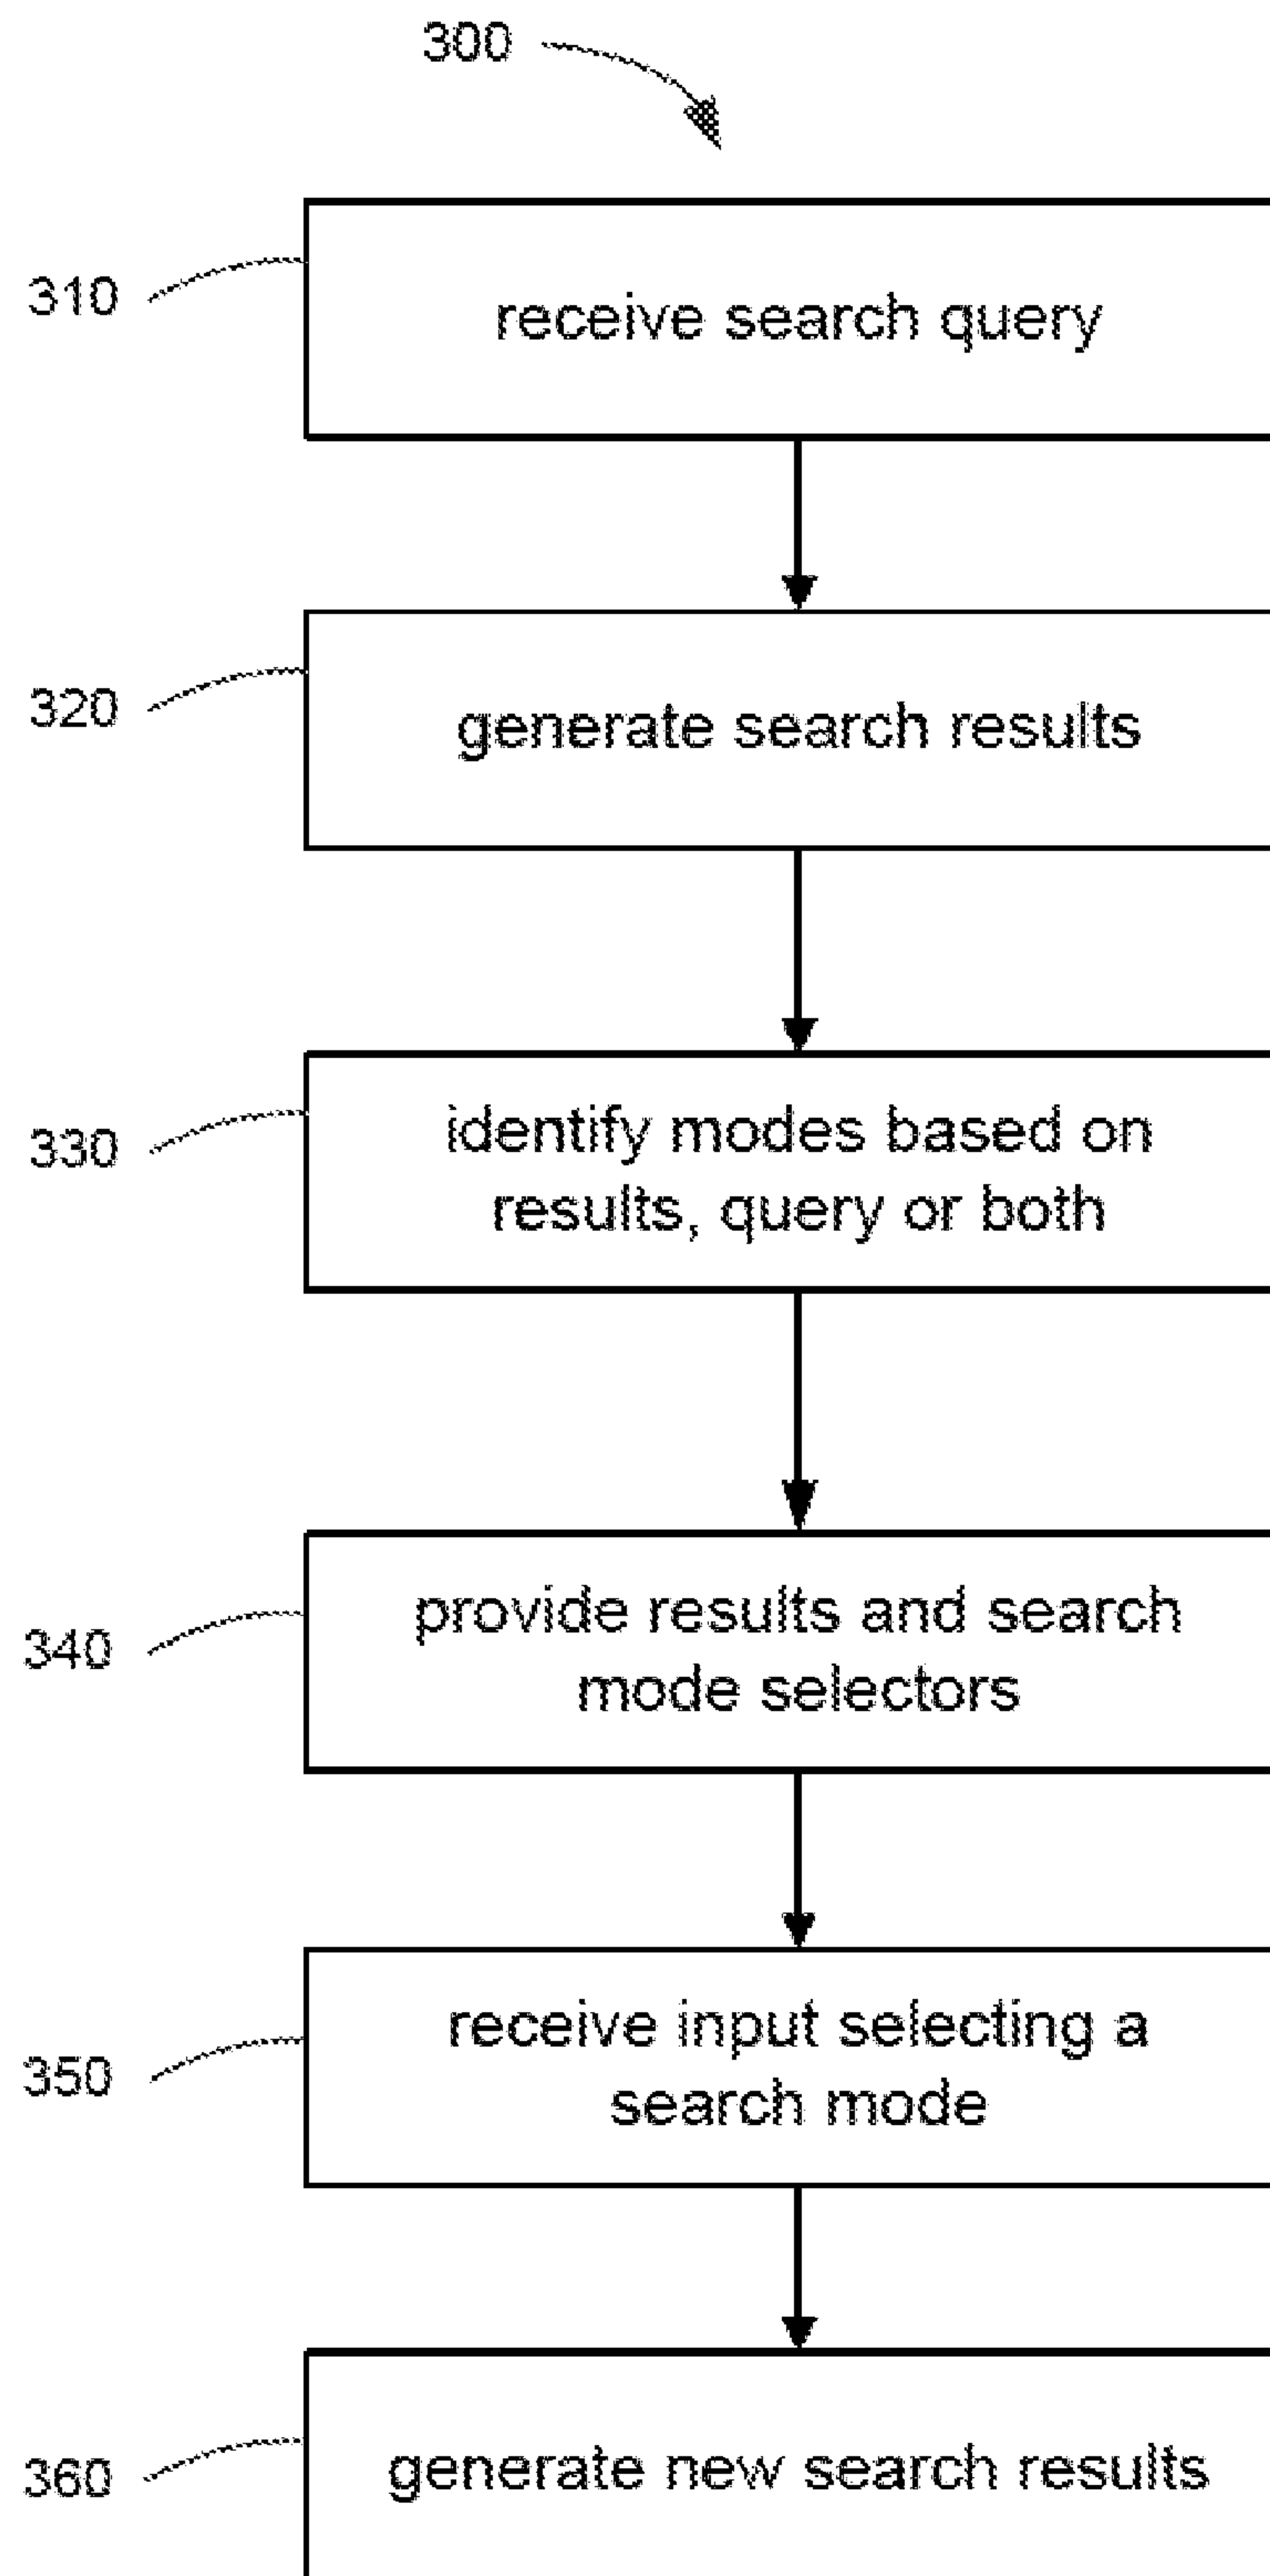 300
310
receive search query
320
generate search results
330
identify modes based on
results, query or both
340
provide results and search
mode selectors
350
receive input selecting a
search mode
360
generate new search results